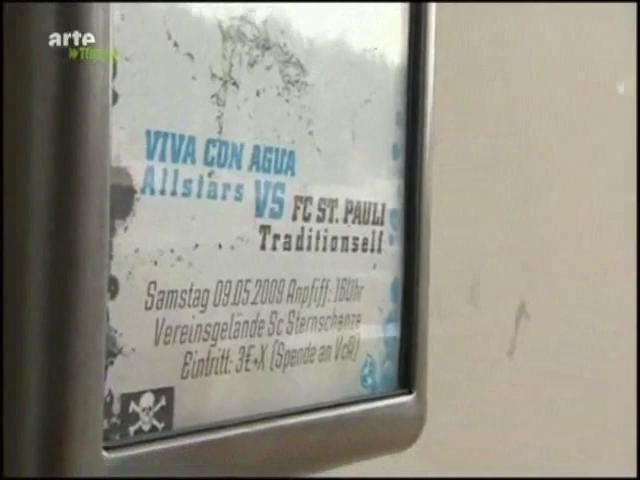 arte
VIVA CON AGUA
Allstars VS FC ST. PAULI
Traditionself
Samstag 09.05.2009 Anpfiff: 16Uhr
Vereinsgelände Sc Sternschanze
Eintritt: 3€+X (Spende an VcA)